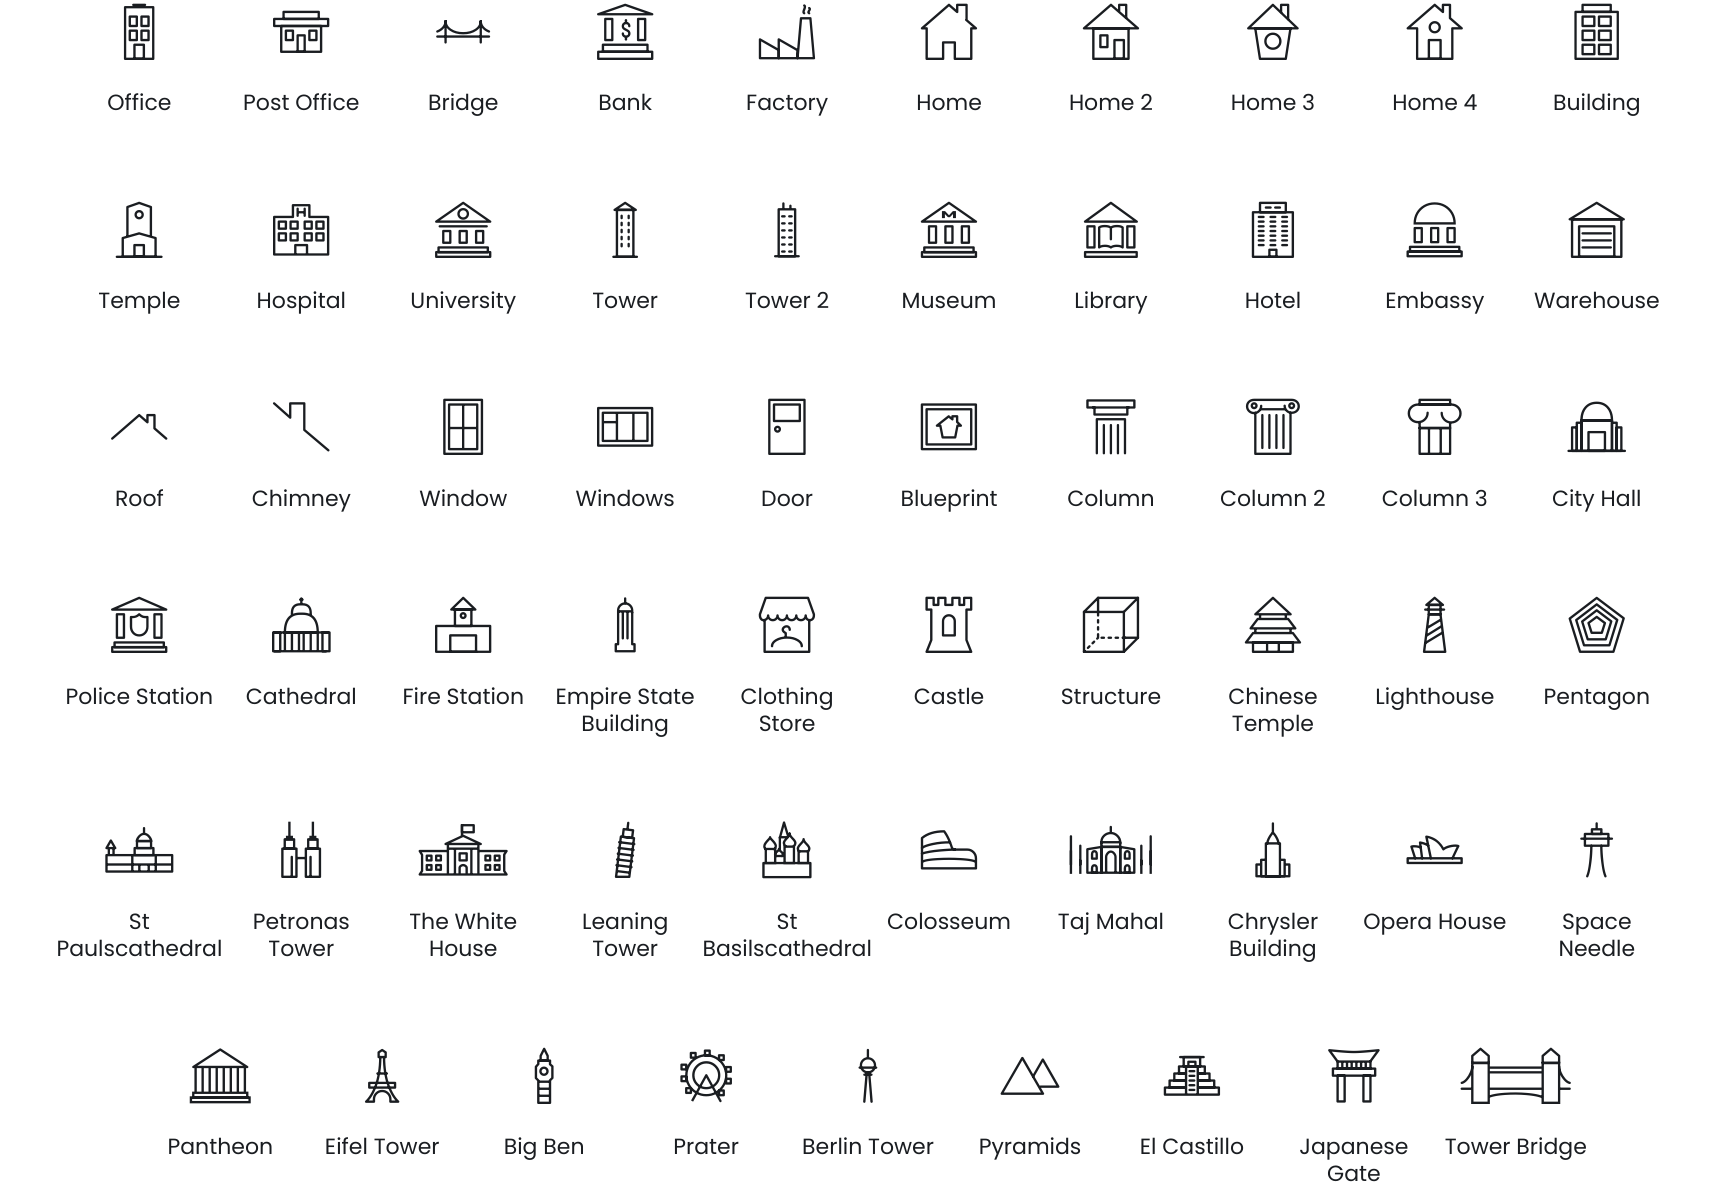 Office Post Office Bridge Bank Factory Home Home 2 Home 3 Home 4 Building
Temple Hospital University Tower Tower 2 Museum Library Hotel Embassy Warehouse
Roof Chimney Window Windows Door Blueprint Column Column 2 Column 3 City Hall
Police Station Cathedral Fire Station Empire State Clothing Castle Structure Chinese Lighthouse Pentagon
Building Store Temple
St Petronas The White Leaning St Colosseum Taj Mahal Chrysler Opera House Space
Paulscathedral Tower House Tower Basilscathedral Building Needle
Pantheon Eifel Tower Big Ben Prater Berlin Tower Pyramids El Castillo Japanese Tower Bridge
Gate